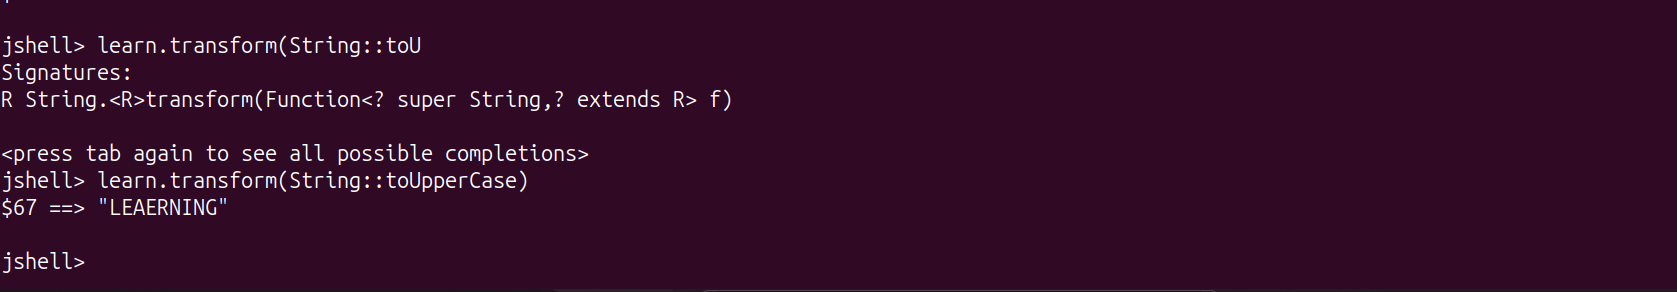 jshell> learn.transform(String::toU
Signatures:
R String.<R>transform(Function<? super String,? extends R> f)
<press tab again to see all possible completions>
jshell> learn.transform(String::toUpperCase)
$67 ==> "LEAERNING"
jshell>